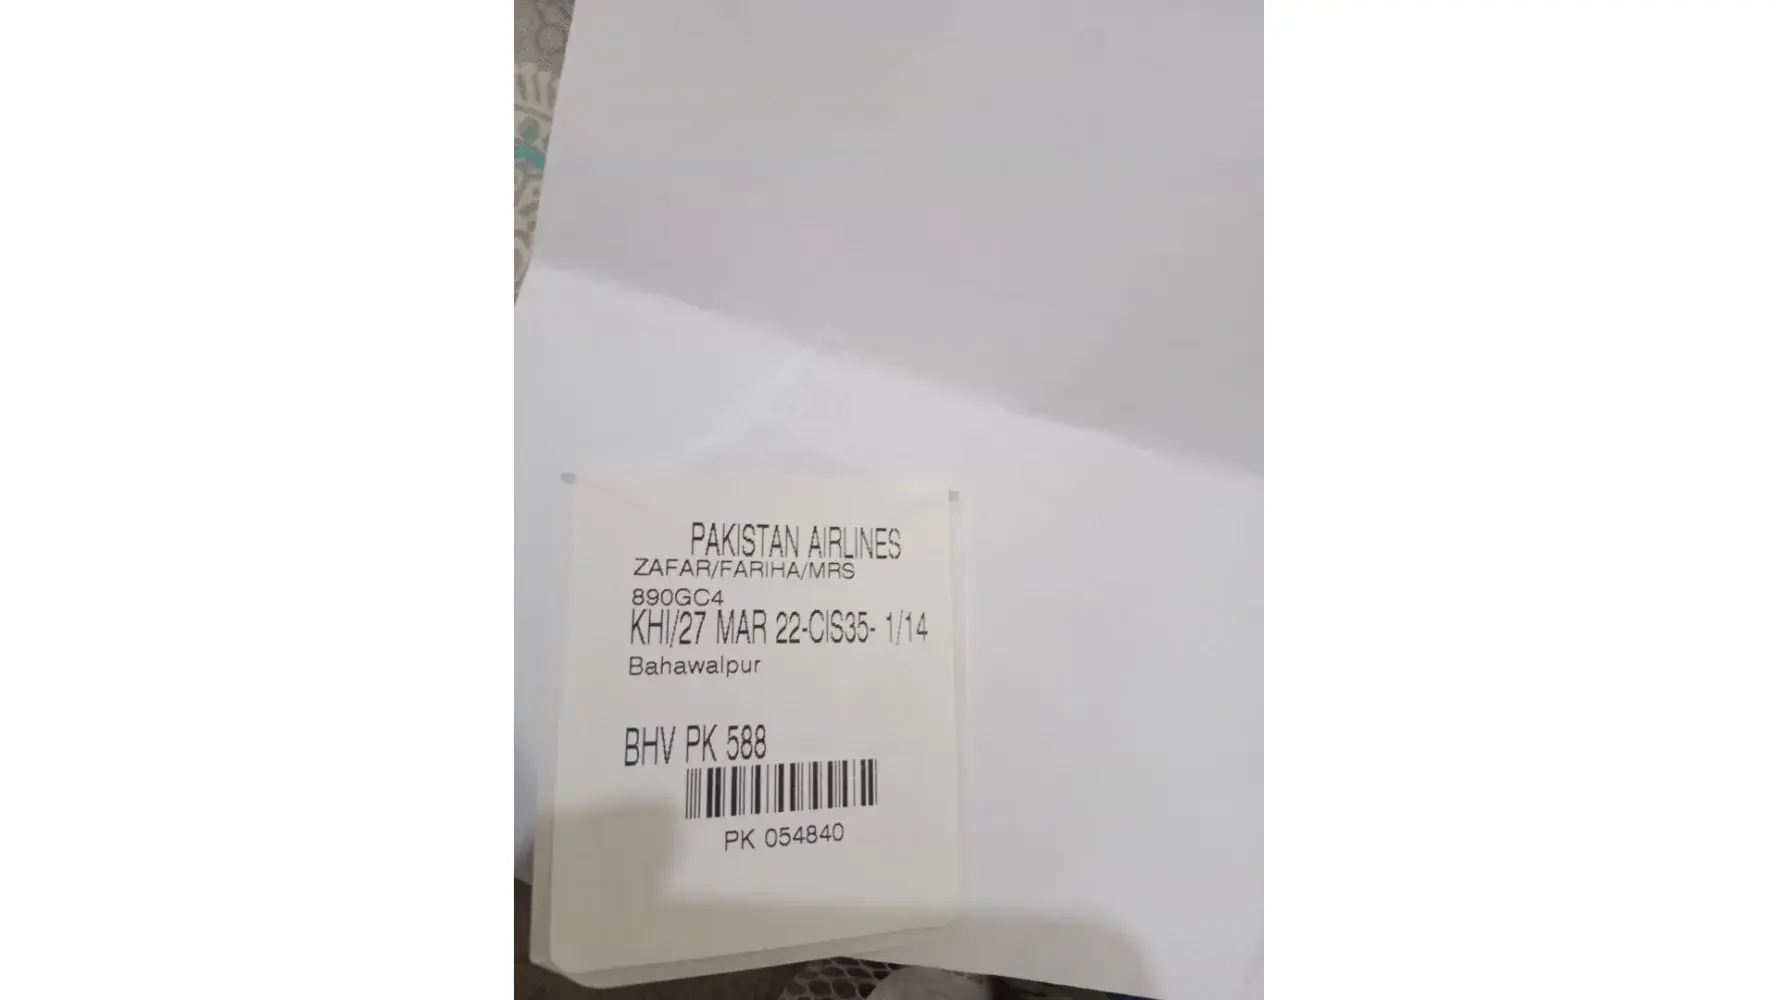 PAKISTAN AIRLINES
ZAFAR/FARIHA/MRS
890GC4
KHI/27 MAR 22-CIS35- 1/14
Bahawalpur
BHV PK 588
PK 054840